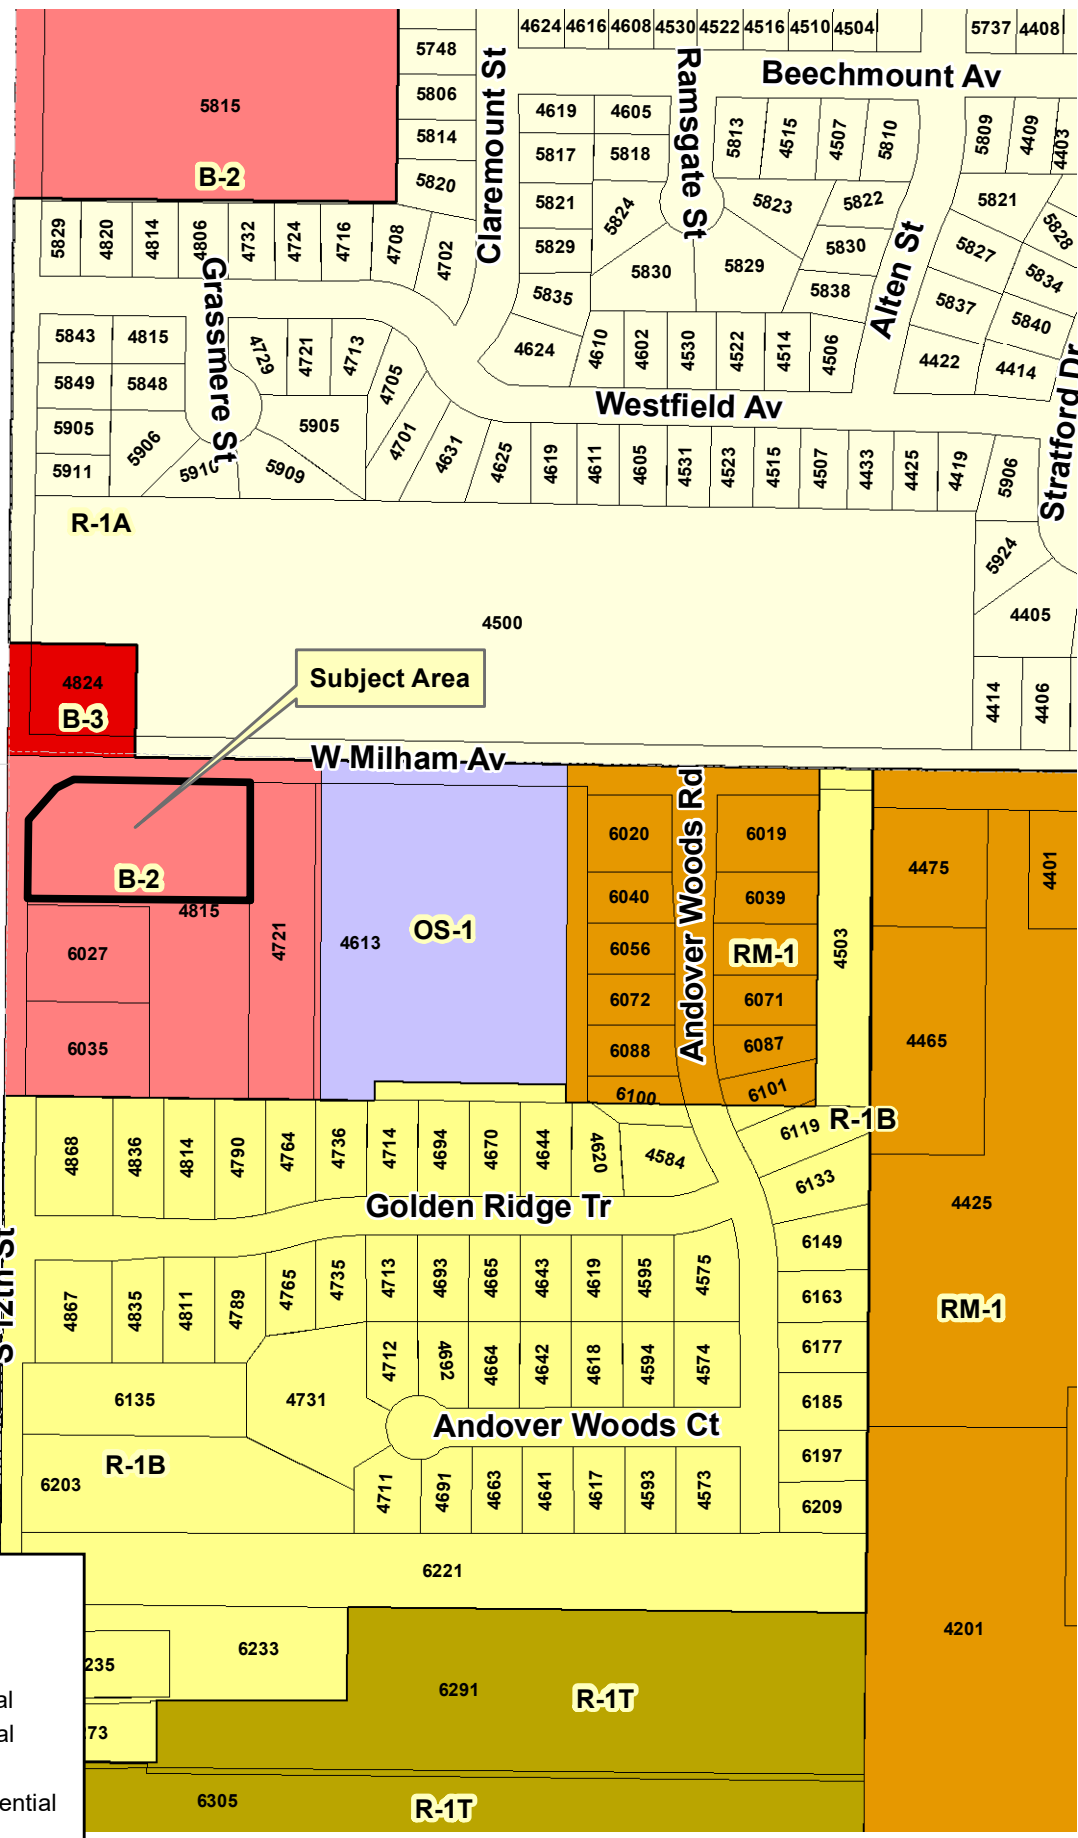 4624 4616 4608 4530 4522 4516 4510 4504 5737 4408
5748
Claremount St
Ramsgate St
Beechmount Av
5815
5806
4619 4605
5813 4515 4507 5810
5809 4409 4403
5814
5817 5818
B-2
5820
5821 5824
5823 5822
5821
5828
5829 4820 4814 4806 4732 4724 4716 4708 4702
5829
5830 5829
5830
Alten St
5827
5834
Grassmere St
5835
5838
5837
5840
5843 4815
4729 4721 4713
4624
4610 4602 4530 4522 4514 4506
4422 4414
Stratford Dr
5849 5848
4705
Westfield Av
5905 5906
5905
4701 4631 4625 4619 4611 4605 4531 4523 4515 4507 4433 4425 4419 5906
5911
5910 5909
R-1A
5924
4500
4405
4824
B-3
Subject Area
4414 4406
W Milham Av
Andover Woods Rd
6020 6019
4475
4401
B-2
4815
6040 6039
4721
4613
OS-1
6056
RM-1
4503
6027
6072 6071
4465
6035
6088 6087
6100 6101
R-1B
6119
4868 4836 4814 4790 4764 4736 4714 4694 4670 4644 4620 4584
6133
Golden Ridge Tr
4425
S 12th St
6149
4867 4835 4811 4789 4765 4735 4713 4693 4665 4643 4619 4595 4575
6163
RM-1
4712 4692 4664 4642 4618 4594 4574
6177
6135
4731
6185
Andover Woods Ct
R-1B
6197
6203
4711 4691 4663 4641 4617 4593 4573
6209
6221
4201
6233
235
6291
R-1T
al
73
al
ential
6305
R-1T